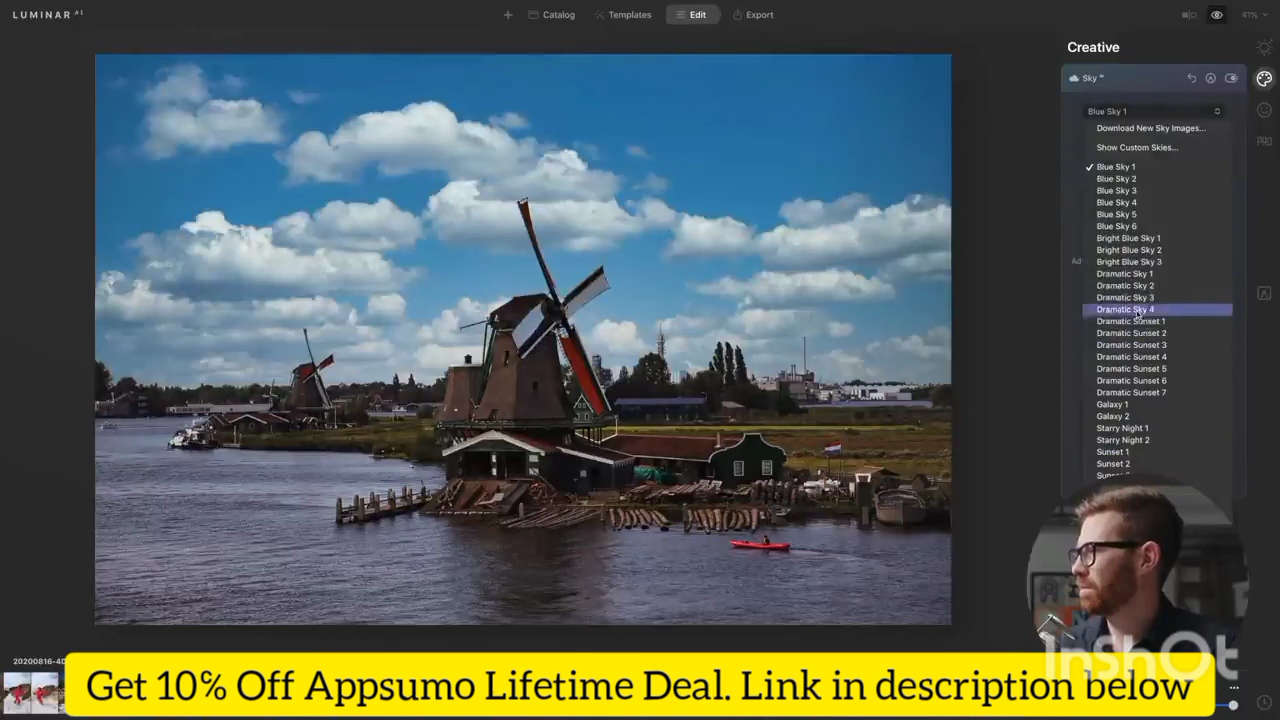 LUMINAR AI
Catalog
Templates
Edit
Export
41%
Creative
Sky
Blue Sky 1
Download New Sky Images...
Show Custom Skies...
Blue Sky 1
Blue Sky 2
Blue Sky 3
Blue Sky 4
Blue Sky 5
Blue Sky 6
Bright Blue Sky 1
Bright Blue Sky 2
Bright Blue Sky 3
Ad
Dramatic Sky 1
Dramatic Sky 2
Dramatic Sky 3
Dramatic Sky 4
Dramatic Sunset 1
Dramatic Sunset 2
Dramatic Sunset 3
Dramatic Sunset 4
Dramatic Sunset 5
Dramatic Sunset 6
Dramatic Sunset 7
Galaxy 1
Galaxy 2
Starry Night 1
Starry Night 2
Sunset 1
Sunset 2
PRO
InShOt
20200816-4D
Get 10% Off Appsumo Lifetime Deal. Link in description below